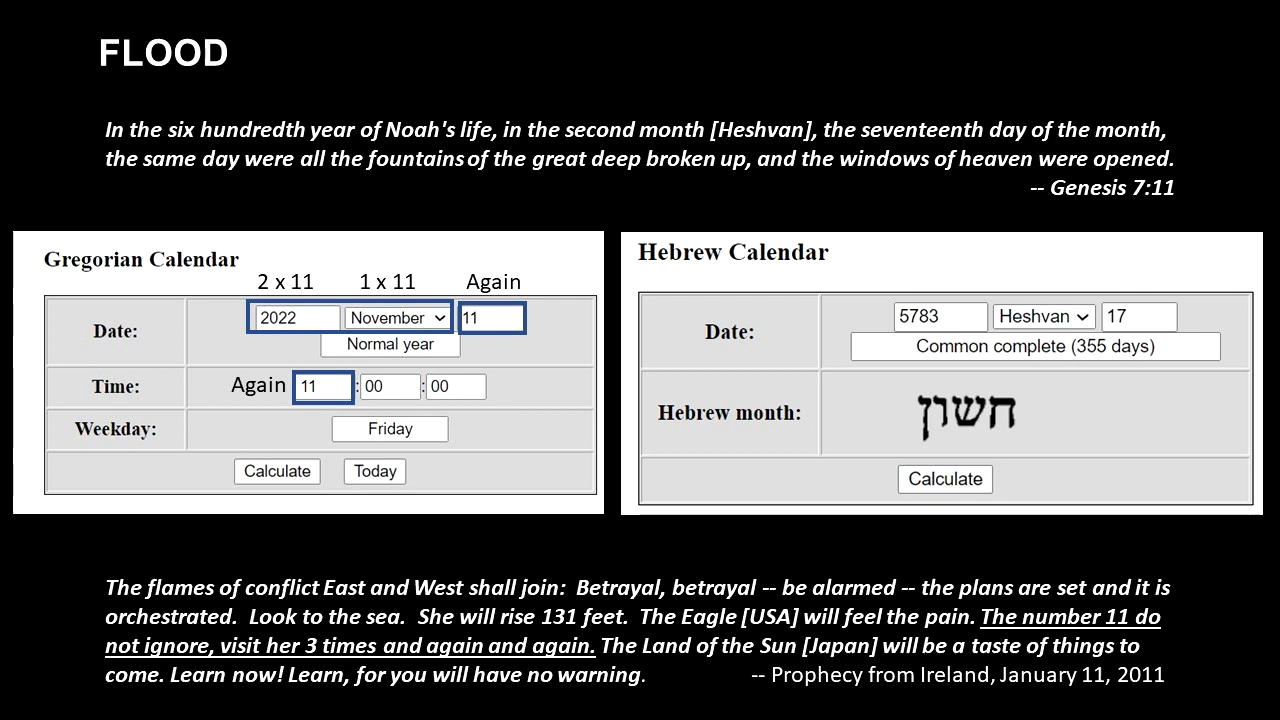 FLOOD
In the six hundredth year of Noah's life, in the second month [Heshvan], the seventeenth day of the month,
the same day were all the fountains of the great deep broken up, and the windows of heaven were opened.
-- Genesis 7:11
Gregorian Calendar
2 x 11 1 x 11 Again
Date: 2022 November 11
Normal year
Time: Again 11 : 00 : 00
Weekday: Friday
Calculate Today
Hebrew Calendar
Date: 5783 Heshvan 17
Common complete (355 days)
Hebrew month: חשון
Calculate
The flames of conflict East and West shall join: Betrayal, betrayal -- be alarmed -- the plans are set and it is
orchestrated. Look to the sea. She will rise 131 feet. The Eagle [USA] will feel the pain. The number 11 do
not ignore, visit her 3 times and again and again. The Land of the Sun [Japan] will be a taste of things to
come. Learn now! Learn, for you will have no warning. -- Prophecy from Ireland, January 11, 2011